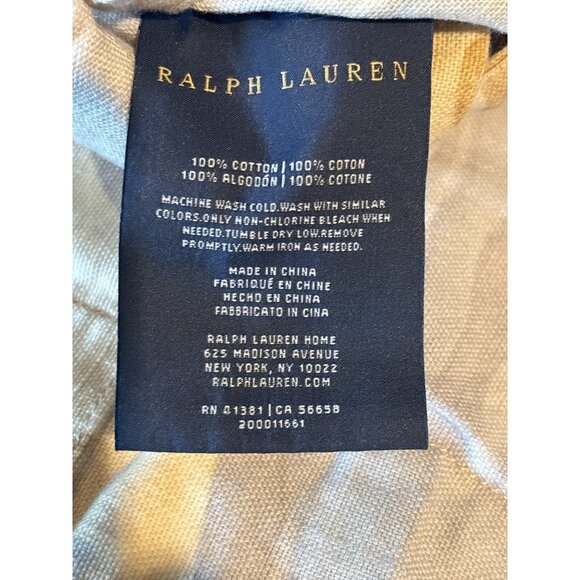 RALPH LAUREN
100% COTTON | 100% COTON
100% ALGODÓN | 100% COTONE
MACHINE WASH COLD.WASH WITH SIMILAR
COLORS.ONLY NON-CHLORINE BLEACH WHEN
NEEDED.TUMBLE DRY LOW.REMOVE
PROMPTLY.WARM IRON AS NEEDED.
MADE IN CHINA
FABRIQUÉ EN CHINE
HECHO EN CHINA
FABBRICATO IN CINA
RALPH LAUREN HOME
625 MADISON AVENUE
NEW YORK, NY 10022
RALPHLAUREN.COM
RN 41381 | CA 56658
200011661